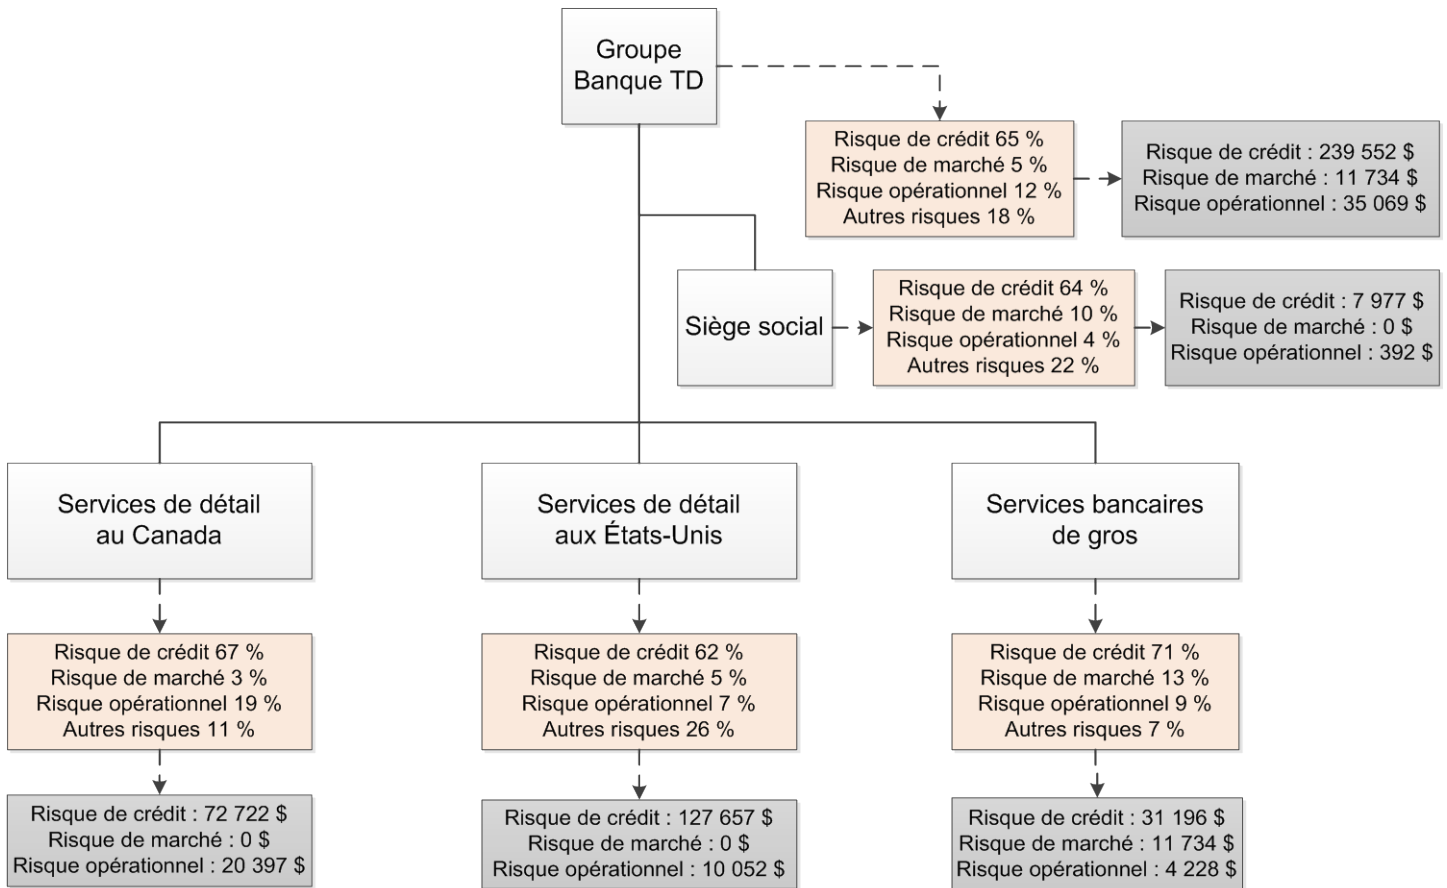 Groupe
Banque TD
Risque de crédit 65 %
Risque de marché 5 %
Risque opérationnel 12 %
Autres risques 18 %
Risque de crédit : 239 552 $
Risque de marché : 11 734 $
Risque opérationnel : 35 069 $
Siège social
Risque de crédit 64 %
Risque de marché 10 %
Risque opérationnel 4 %
Autres risques 22 %
Risque de crédit : 7 977 $
Risque de marché : 0 $
Risque opérationnel : 392 $
Services de détail
au Canada
Risque de crédit 67 %
Risque de marché 3 %
Risque opérationnel 19 %
Autres risques 11 %
Risque de crédit : 72 722 $
Risque de marché : 0 $
Risque opérationnel : 20 397 $
Services de détail
aux États-Unis
Risque de crédit 62 %
Risque de marché 5 %
Risque opérationnel 7 %
Autres risques 26 %
Risque de crédit : 127 657 $
Risque de marché : 0 $
Risque opérationnel : 10 052 $
Services bancaires
de gros
Risque de crédit 71 %
Risque de marché 13 %
Risque opérationnel 9 %
Autres risques 7 %
Risque de crédit : 31 196 $
Risque de marché : 11 734 $
Risque opérationnel : 4 228 $